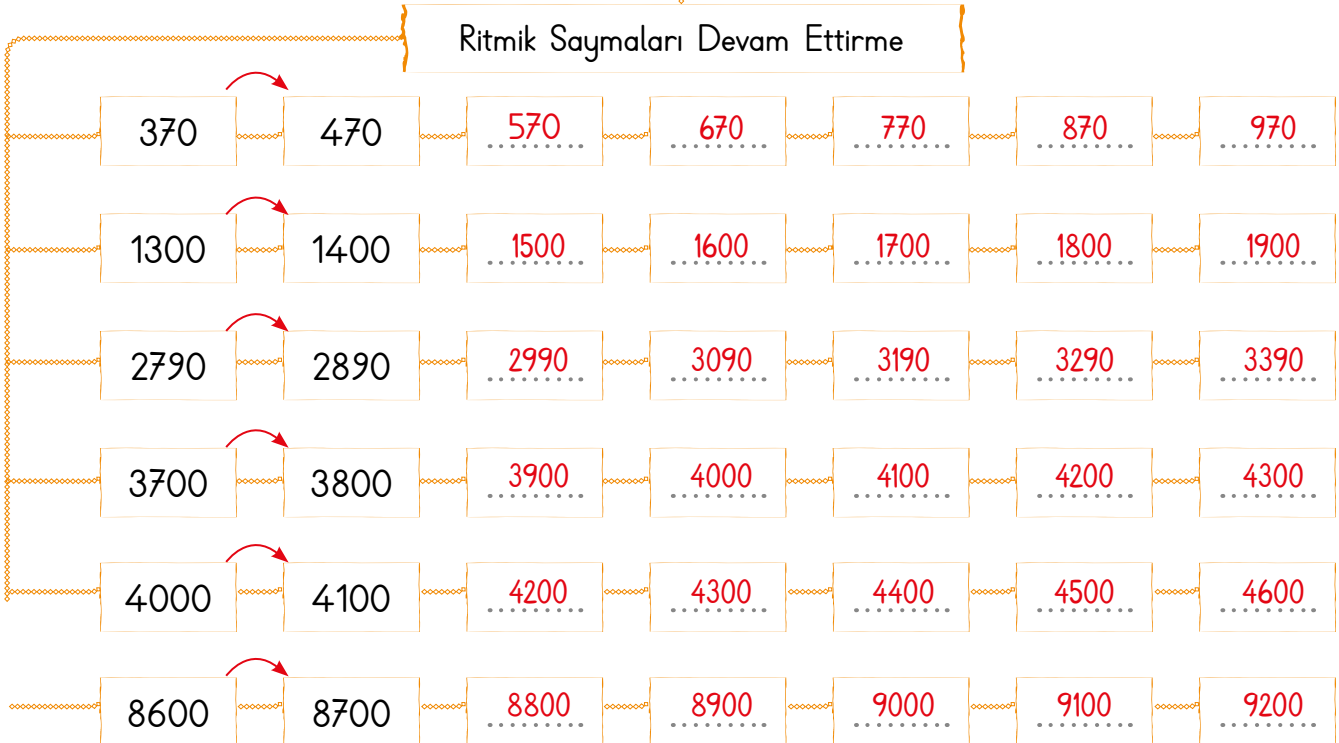 Ritmik Saymaları Devam Ettirme
370 470 570 670 770 870 970
1300 1400 1500 1600 1700 1800 1900
2790 2890 2990 3090 3190 3290 3390
3700 3800 3900 4000 4100 4200 4300
4000 4100 4200 4300 4400 4500 4600
8600 8700 8800 8900 9000 9100 9200